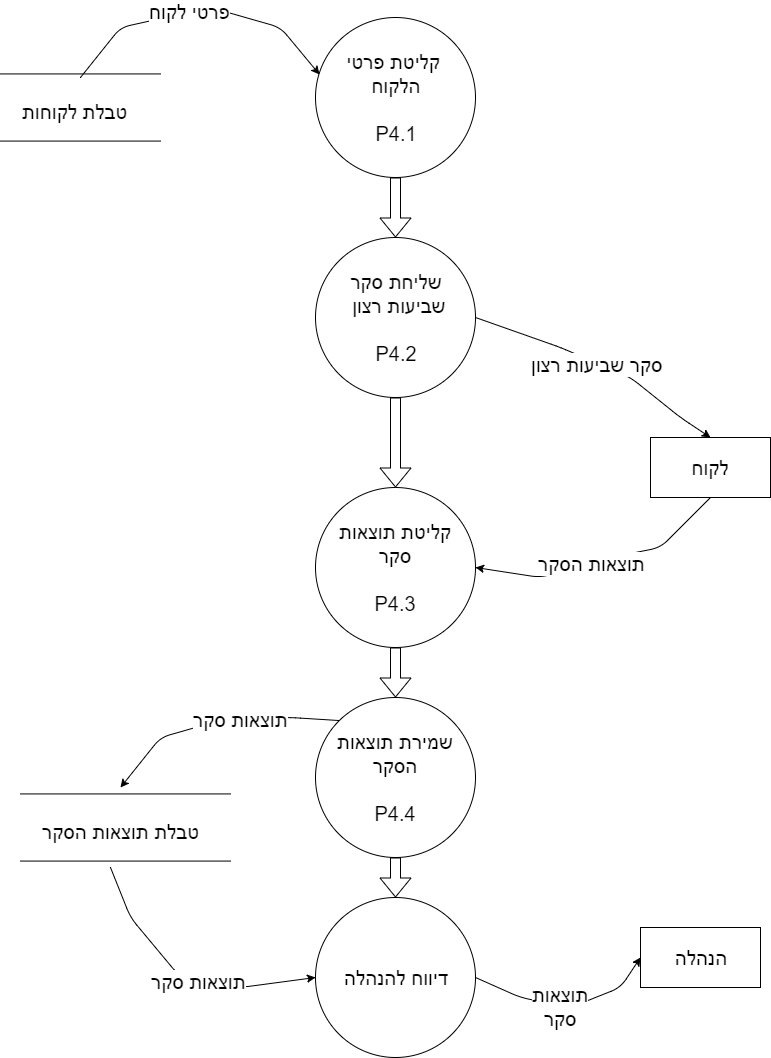 פרטי לקוח
קליטת פרטי
הלקוח
P4.1
טבלת לקוחות
שליחת סקר
שביעות רצון
P4.2
סקר שביעות רצון
לקוח
קליטת תוצאות
סקר
P4.3
תוצאות הסקר
תוצאות סקר
שמירת תוצאות
הסקר
P4.4
טבלת תוצאות הסקר
תוצאות סקר
דיווח להנהלה
תוצאות
סקר
הנהלה